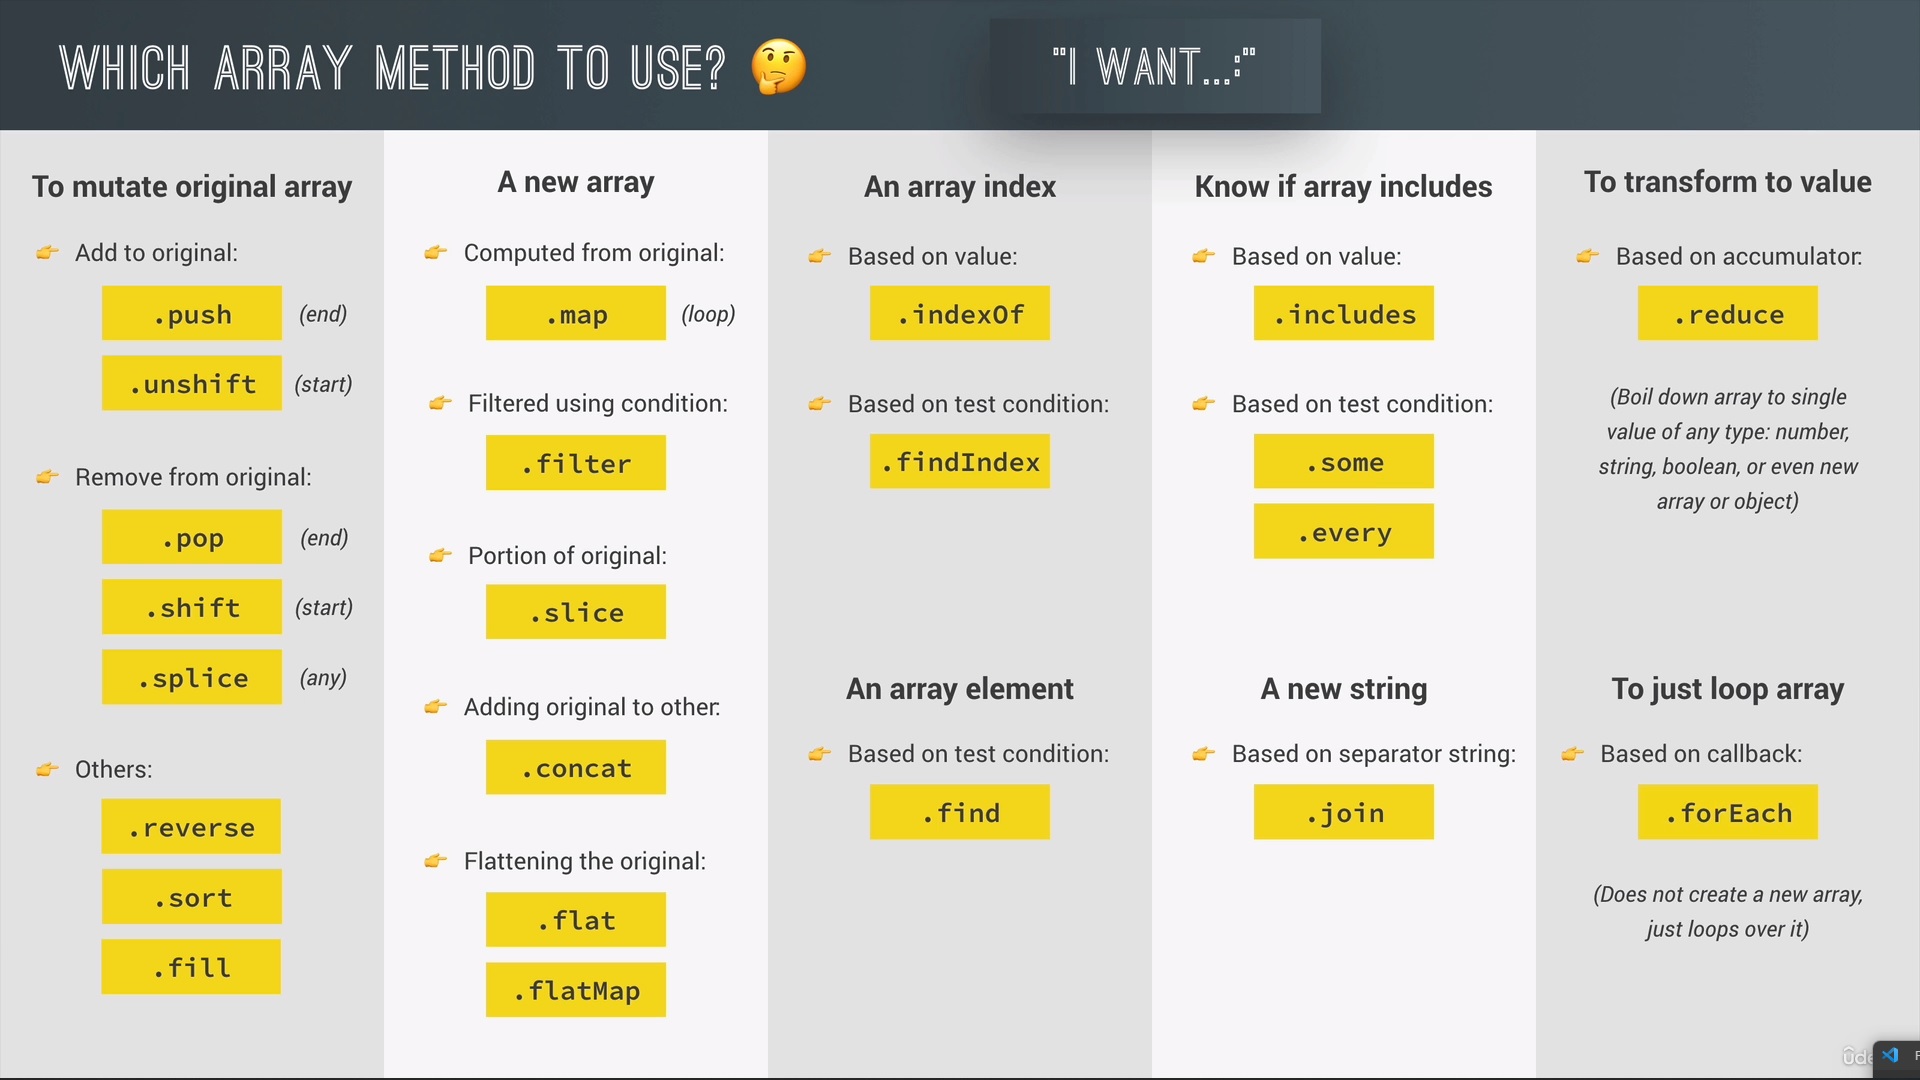 WHICH ARRAY METHOD TO USE? 🤔
"I WANT...:"
To mutate original array
👉 Add to original:
.push (end)
.unshift (start)
👉 Remove from original:
.pop (end)
.shift (start)
.splice (any)
👉 Others:
.reverse
.sort
.fill
A new array
👉 Computed from original:
.map (loop)
👉 Filtered using condition:
.filter
👉 Portion of original:
.slice
👉 Adding original to other:
.concat
👉 Flattening the original:
.flat
.flatMap
An array index
👉 Based on value:
.indexOf
👉 Based on test condition:
.findIndex
An array element
👉 Based on test condition:
.find
Know if array includes
👉 Based on value:
.includes
👉 Based on test condition:
.some
.every
A new string
👉 Based on separator string:
.join
To transform to value
👉 Based on accumulator:
.reduce
(Boil down array to single
value of any type: number,
string, boolean, or even new
array or object)
To just loop array
👉 Based on callback:
.forEach
(Does not create a new array,
just loops over it)